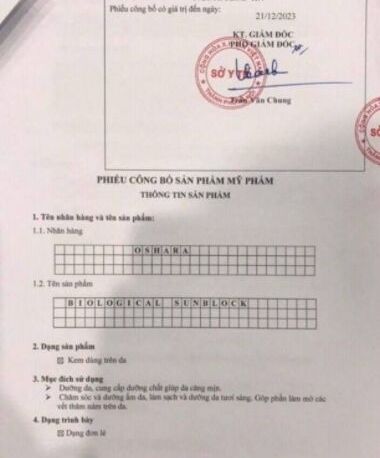 Phiếu công bố có giá trị đến ngày:
21/12/2023
KT. GIÁM ĐỐC
PHÓ GIÁM ĐỐC
SỞ Y TẾ
Trần Văn Chung
PHIẾU CÔNG BỐ SẢN PHẨM MỸ PHẨM
THÔNG TIN SẢN PHẨM
1. Tên nhãn hàng và tên sản phẩm:
1.1. Nhãn hàng
OSHARA
1.2. Tên sản phẩm
BIOLOGICAL SUNBLOCK
2. Dạng sản phẩm
☒ Kem dùng trên da
3. Mục đích sử dụng
➤ Dưỡng da, cung cấp dưỡng chất giúp da căng mịn.
➤ Chăm sóc và dưỡng ẩm da, làm sạch và dưỡng da tươi sáng. Góp phần làm mờ các
vết thâm nám trên da.
4. Dạng trình bày
☒ Dạng đơn lẻ